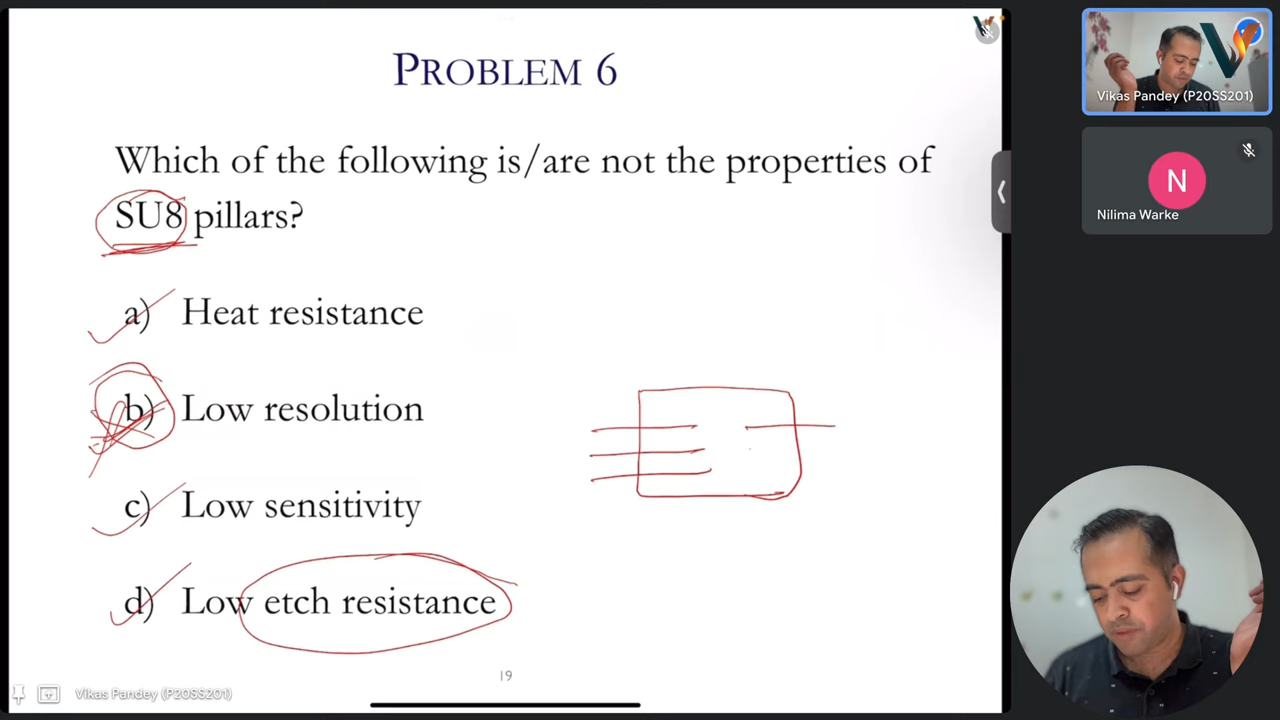 PROBLEM 6
Which of the following is/are not the properties of
SU8 pillars?
a) Heat resistance
b) Low resolution
c) Low sensitivity
d) Low etch resistance
19
Vikas Pandey (P20SS201)
Vikas Pandey (P20SS201)
N
Nilima Warke